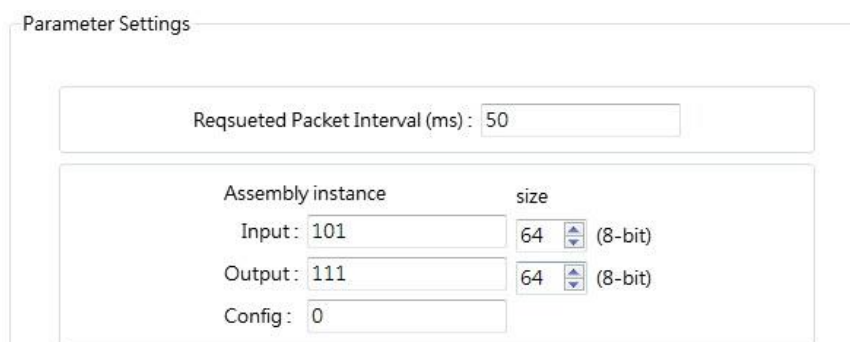 Parameter Settings
Reqsueted Packet Interval (ms) : 50
Assembly instance size
Input : 101 64 (8-bit)
Output : 111 64 (8-bit)
Config : 0